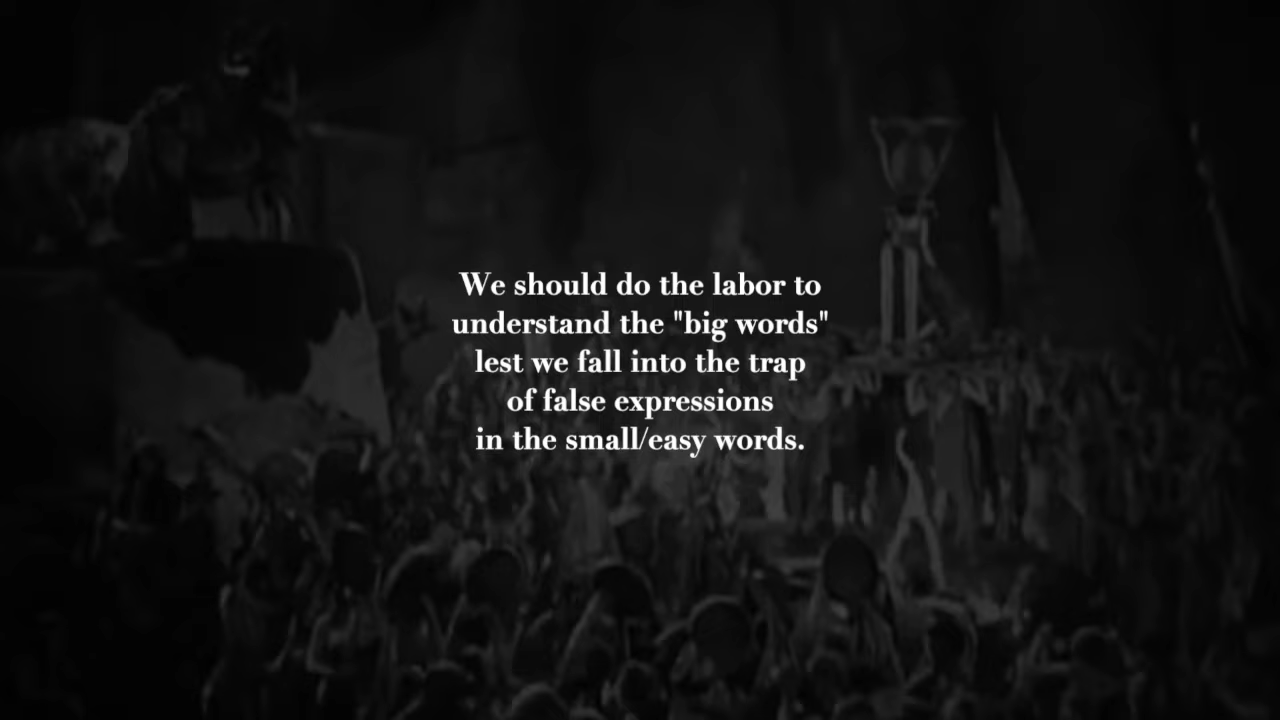 We should do the labor to
understand the "big words"
lest we fall into the trap
of false expressions
in the small/easy words.